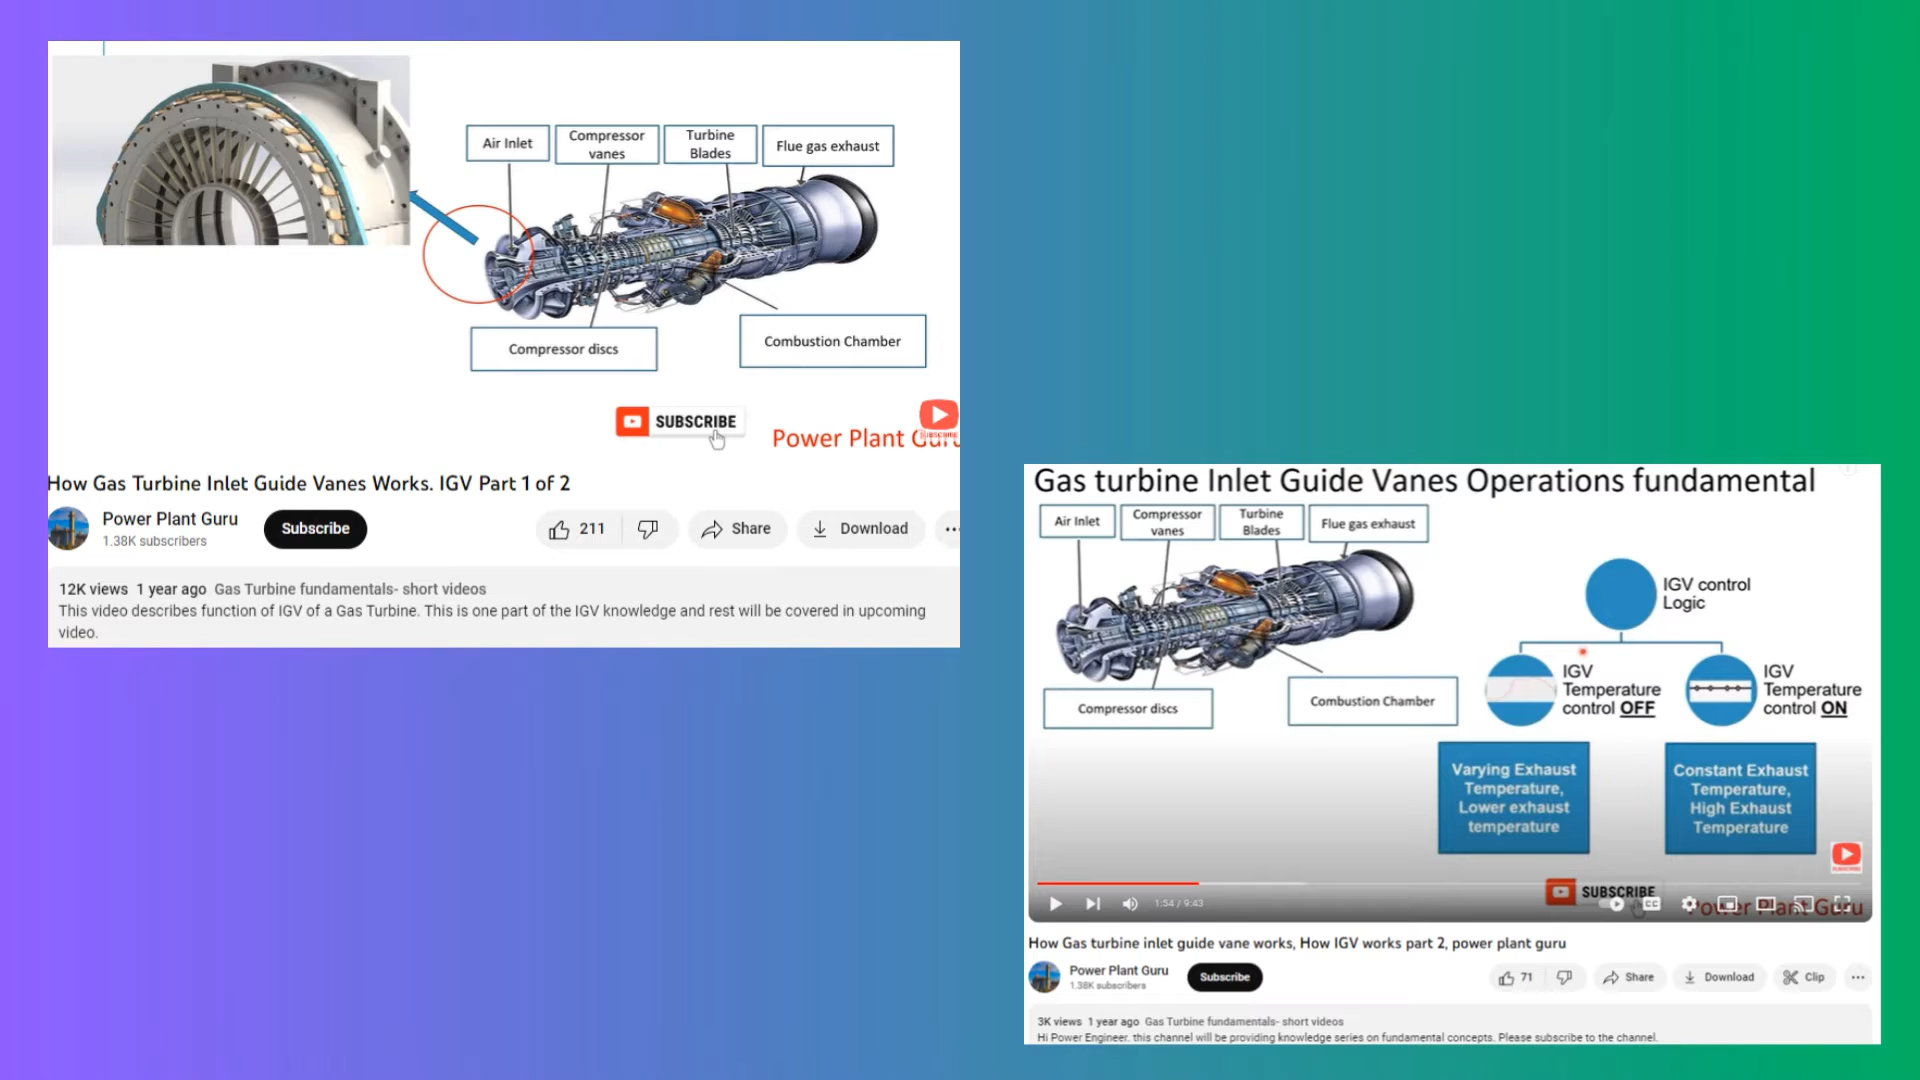 Air Inlet
Compressor
vanes
Turbine
Blades
Flue gas exhaust
Compressor discs
Combustion Chamber
SUBSCRIBE
Power Plant Guru
SUBSCRIBE
How Gas Turbine Inlet Guide Vanes Works. IGV Part 1 of 2
Power Plant Guru
1.38K subscribers
Subscribe
211
Share
Download
12K views 1 year ago Gas Turbine fundamentals- short videos
This video describes function of IGV of a Gas Turbine. This is one part of the IGV knowledge and rest will be covered in upcoming
video.
Gas turbine Inlet Guide Vanes Operations fundamental
Air Inlet
Compressor
vanes
Turbine
Blades
Flue gas exhaust
Compressor discs
Combustion Chamber
IGV control
Logic
IGV
Temperature
control OFF
IGV
Temperature
control ON
Varying Exhaust
Temperature,
Lower exhaust
temperature
Constant Exhaust
Temperature,
High Exhaust
Temperature
SUBSCRIBE
SUBSCRIBE
1:54 / 9:43
CC
Power Plant Guru
How Gas turbine inlet guide vane works, How IGV works part 2, power plant guru
Power Plant Guru
1.38K subscribers
Subscribe
71
Share
Download
Clip
3K views 1 year ago Gas Turbine fundamentals- short videos
Hi Power Engineer. this channel will be providing knowledge series on fundamental concepts. Please subscribe to the channel.